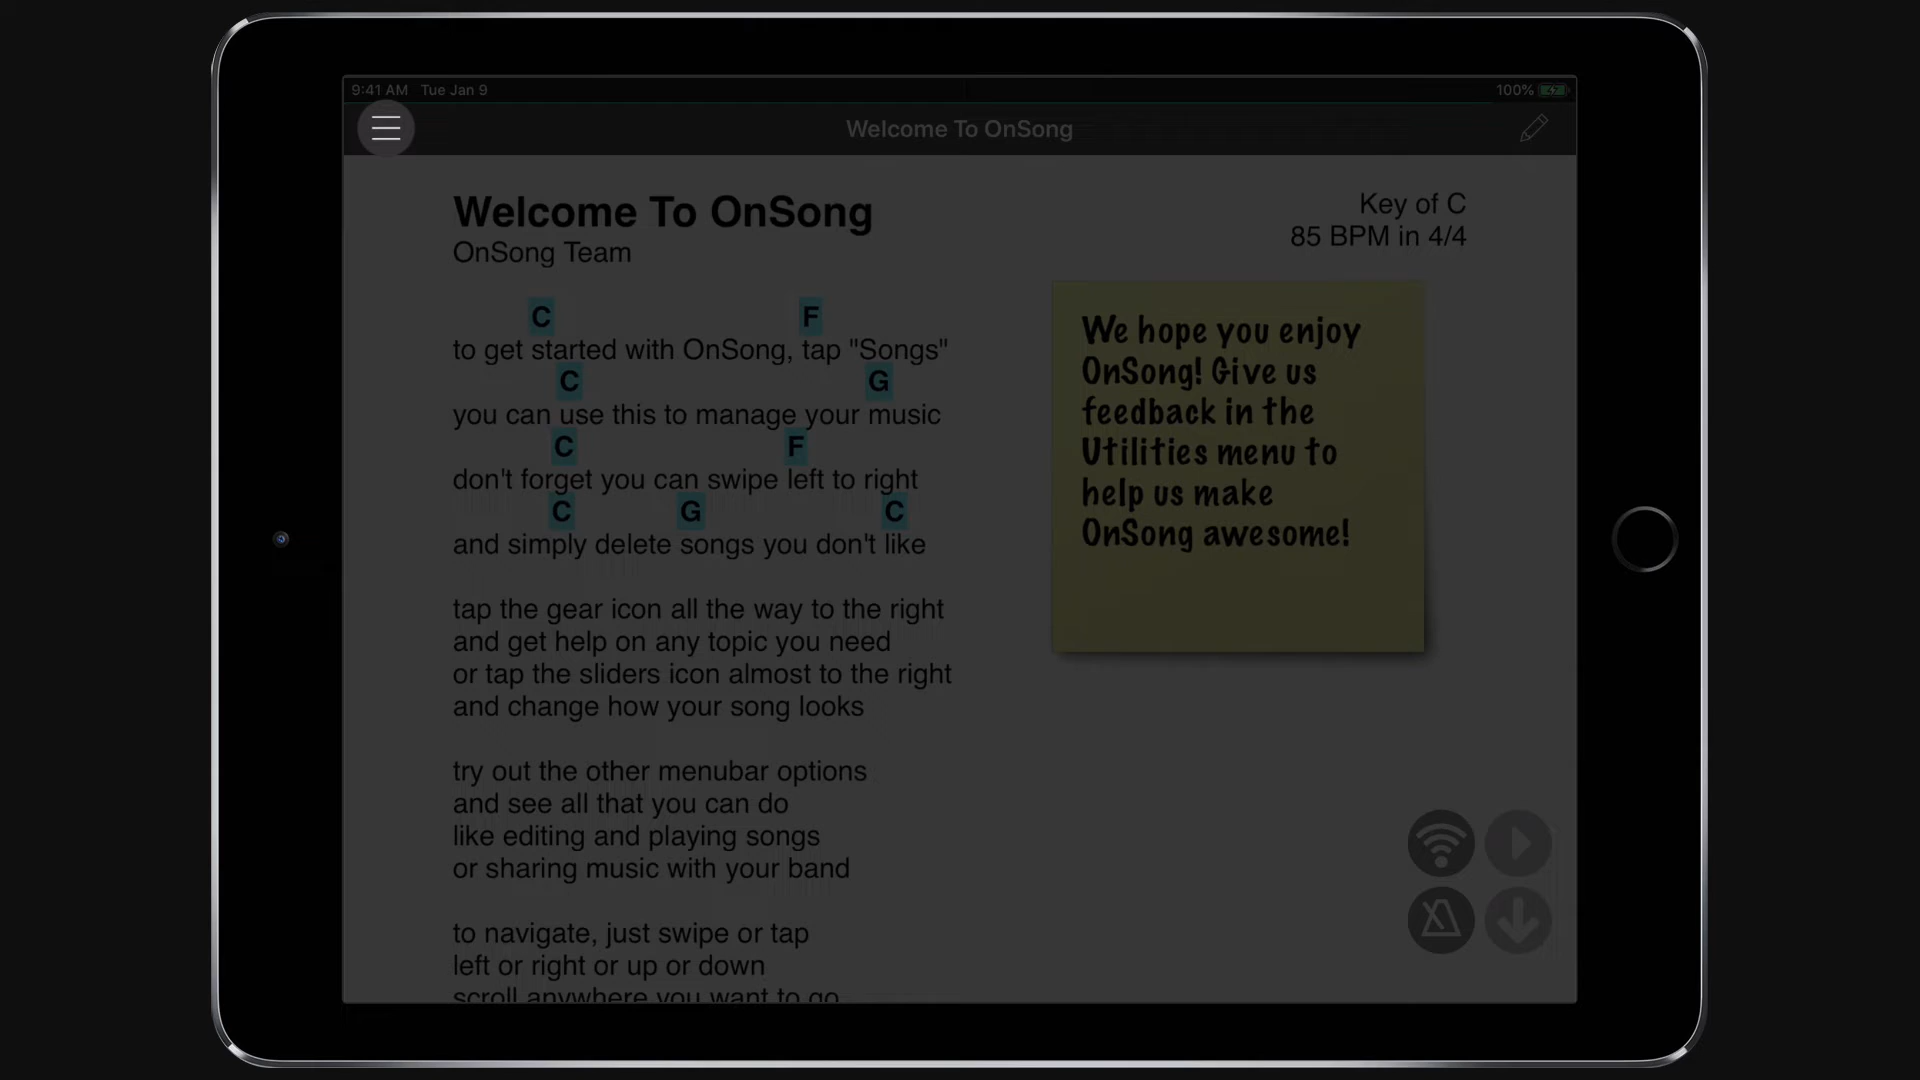 9:41 AM Tue Jan 9
100%
Welcome To OnSong
Welcome To OnSong
OnSong Team
Key of C
85 BPM in 4/4
C F
to get started with OnSong, tap "Songs"
C G
you can use this to manage your music
C F
don't forget you can swipe left to right
C G C
and simply delete songs you don't like
tap the gear icon all the way to the right
and get help on any topic you need
or tap the sliders icon almost to the right
and change how your song looks
try out the other menubar options
and see all that you can do
like editing and playing songs
or sharing music with your band
to navigate, just swipe or tap
left or right or up or down
scroll anywhere you want to go
We hope you enjoy
OnSong! Give us
feedback in the
Utilities menu to
help us make
OnSong awesome!